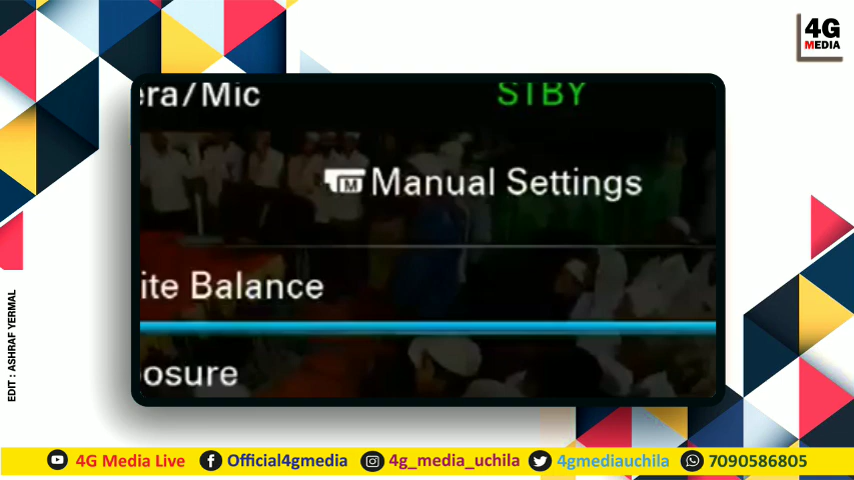 4G
MEDIA
era/Mic
STBY
Manual Settings
ite Balance
osure
EDIT : ASHRAF YERMAL
4G Media Live Official4gmedia 4g_media_uchila 4gmediauchila 7090586805